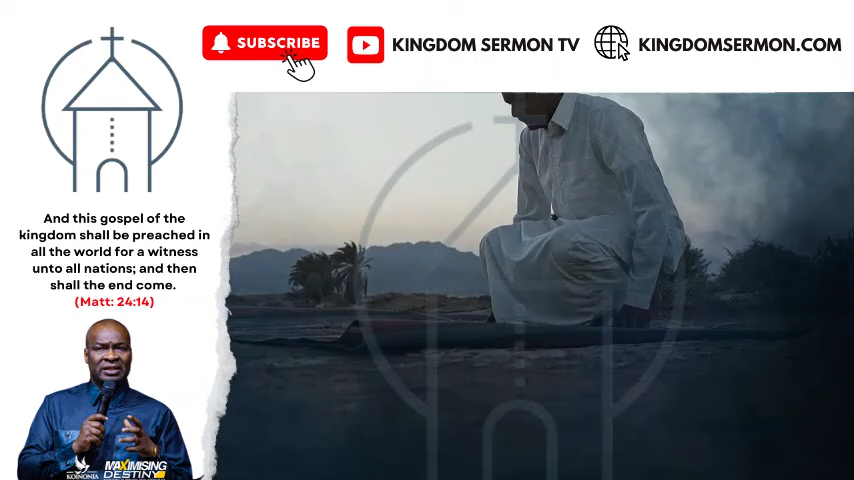 SUBSCRIBE
KINGDOM SERMON TV
KINGDOMSERMON.COM
And this gospel of the
kingdom shall be preached in
all the world for a witness
unto all nations; and then
shall the end come.
(Matt: 24:14)
KOINONIA
MAXIMISING
DESTINY